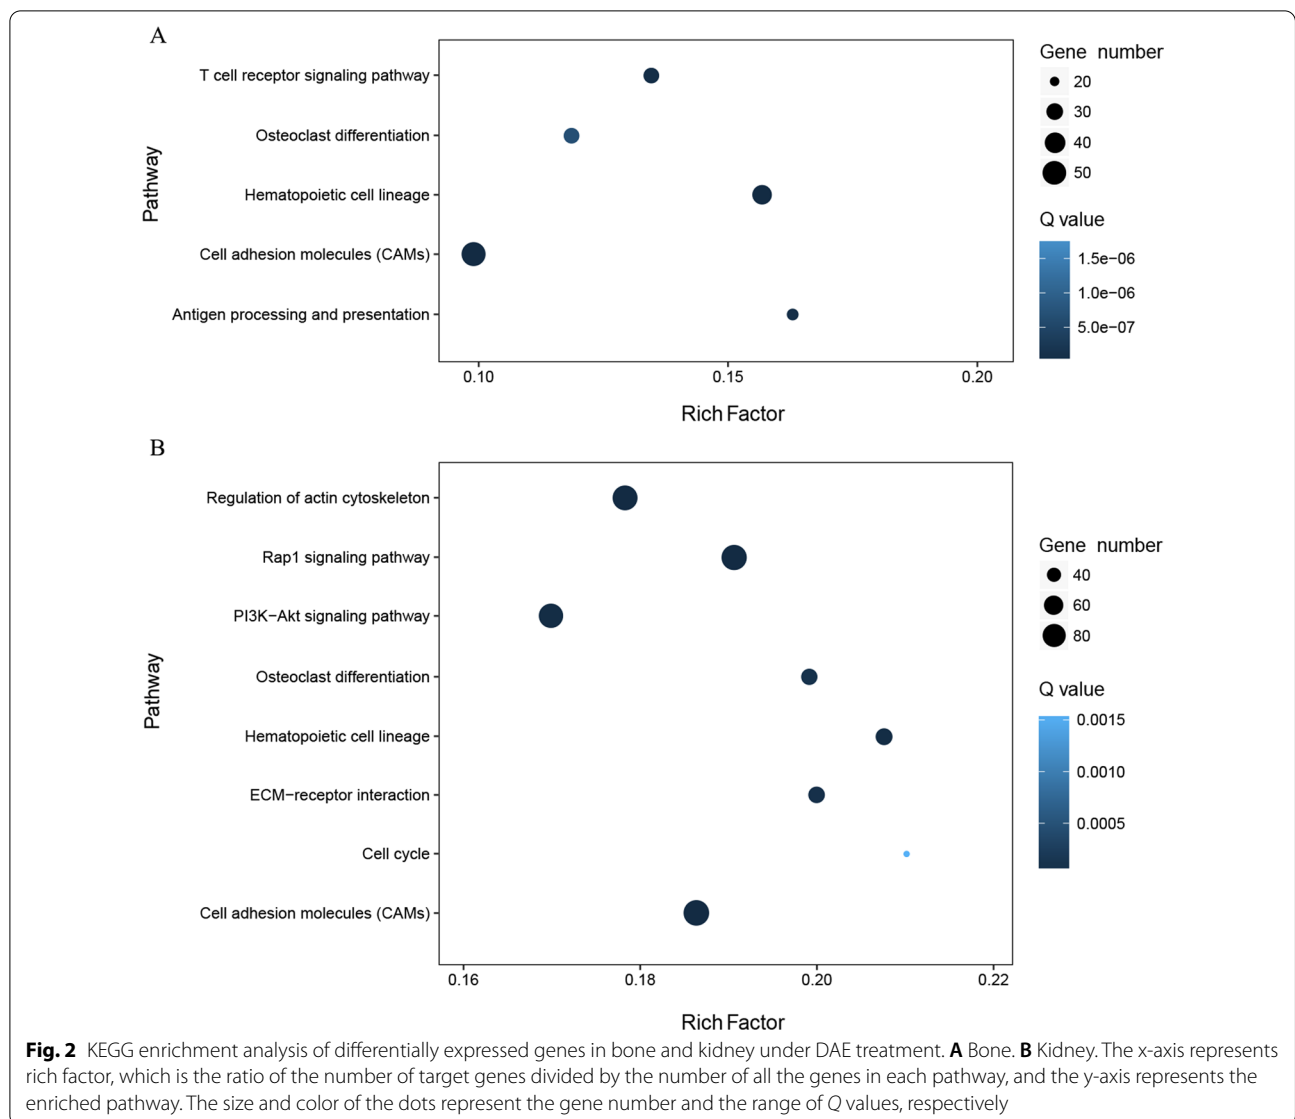 A
T cell receptor signaling pathway
Osteoclast differentiation
Hematopoietic cell lineage
Cell adhesion molecules (CAMs)
Antigen processing and presentation
Pathway
0.10 0.15 0.20
Rich Factor
Gene number
20
30
40
50
Q value
1.5e−06
1.0e−06
5.0e−07
B
Regulation of actin cytoskeleton
Rap1 signaling pathway
PI3K−Akt signaling pathway
Osteoclast differentiation
Hematopoietic cell lineage
ECM−receptor interaction
Cell cycle
Cell adhesion molecules (CAMs)
Pathway
0.16 0.18 0.20 0.22
Rich Factor
Gene number
40
60
80
Q value
0.0015
0.0010
0.0005
Fig. 2 KEGG enrichment analysis of differentially expressed genes in bone and kidney under DAE treatment. A Bone. B Kidney. The x-axis represents
rich factor, which is the ratio of the number of target genes divided by the number of all the genes in each pathway, and the y-axis represents the
enriched pathway. The size and color of the dots represent the gene number and the range of Q values, respectively